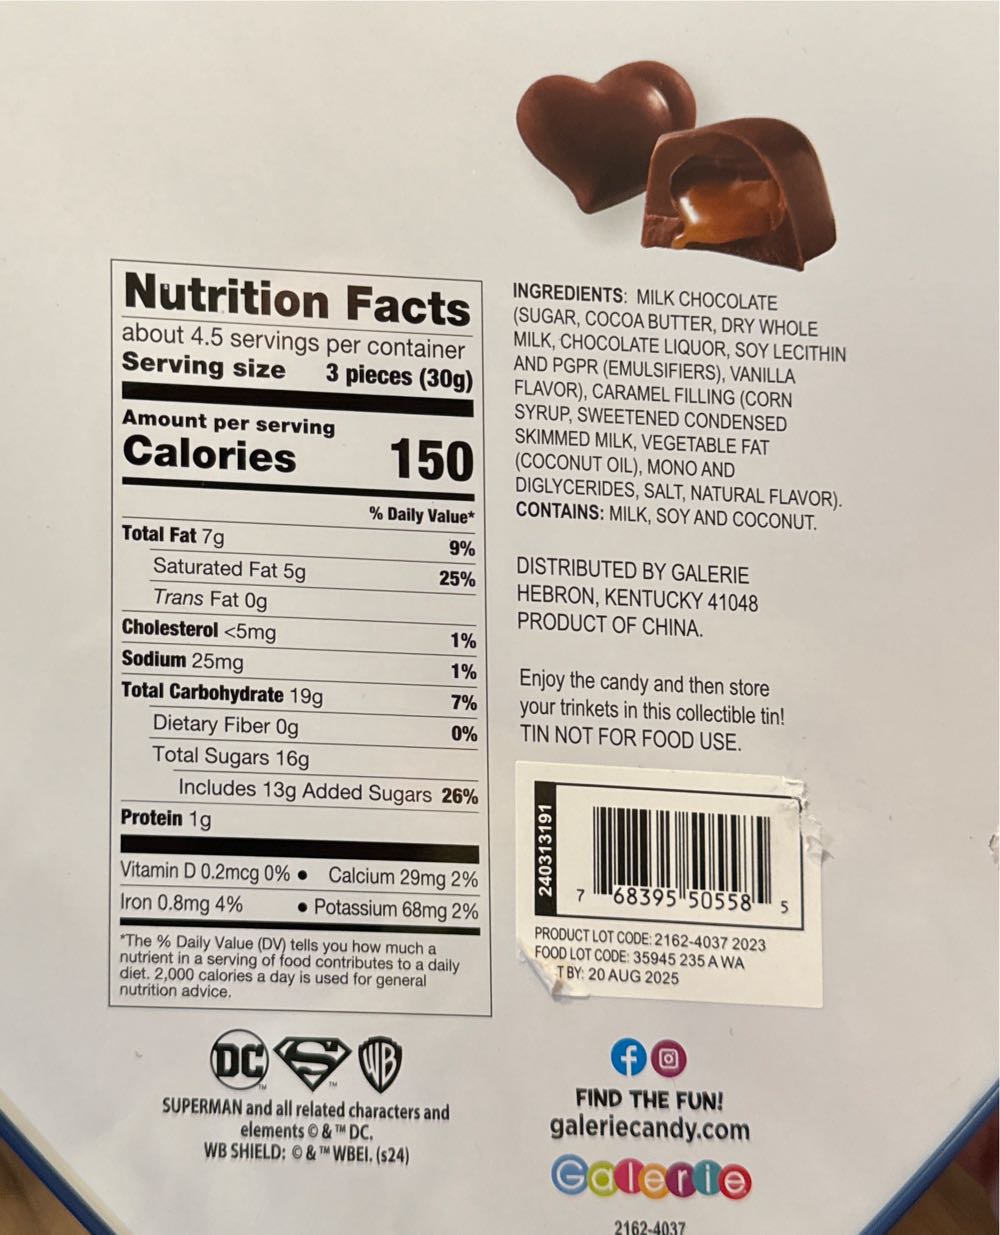 Nutrition Facts
about 4.5 servings per container
Serving size 3 pieces (30g)
Amount per serving
Calories 150
% Daily Value*
Total Fat 7g 9%
Saturated Fat 5g 25%
Trans Fat 0g
Cholesterol <5mg 1%
Sodium 25mg 1%
Total Carbohydrate 19g 7%
Dietary Fiber 0g 0%
Total Sugars 16g
Includes 13g Added Sugars 26%
Protein 1g
Vitamin D 0.2mcg 0% • Calcium 29mg 2%
Iron 0.8mg 4% • Potassium 68mg 2%
*The % Daily Value (DV) tells you how much a
nutrient in a serving of food contributes to a daily
diet. 2,000 calories a day is used for general
nutrition advice.
INGREDIENTS: MILK CHOCOLATE
(SUGAR, COCOA BUTTER, DRY WHOLE
MILK, CHOCOLATE LIQUOR, SOY LECITHIN
AND PGPR (EMULSIFIERS), VANILLA
FLAVOR), CARAMEL FILLING (CORN
SYRUP, SWEETENED CONDENSED
SKIMMED MILK, VEGETABLE FAT
(COCONUT OIL), MONO AND
DIGLYCERIDES, SALT, NATURAL FLAVOR).
CONTAINS: MILK, SOY AND COCONUT.
DISTRIBUTED BY GALERIE
HEBRON, KENTUCKY 41048
PRODUCT OF CHINA.
Enjoy the candy and then store
your trinkets in this collectible tin!
TIN NOT FOR FOOD USE.
240313191
7 68395 50558 5
PRODUCT LOT CODE: 2162-4037 2023
FOOD LOT CODE: 35945 235 A WA
T BY: 20 AUG 2025
DC S WB
™ ™
SUPERMAN and all related characters and
elements © & ™ DC.
WB SHIELD: © & ™ WBEI. (s24)
f
FIND THE FUN!
galeriecandy.com
Galerie
2162-4037